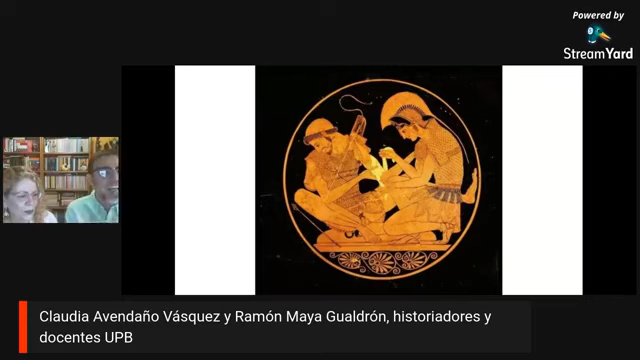 Powered by
StreamYard
Claudia Avendaño Vásquez y Ramón Maya Gualdrón, historiadores y
docentes UPB